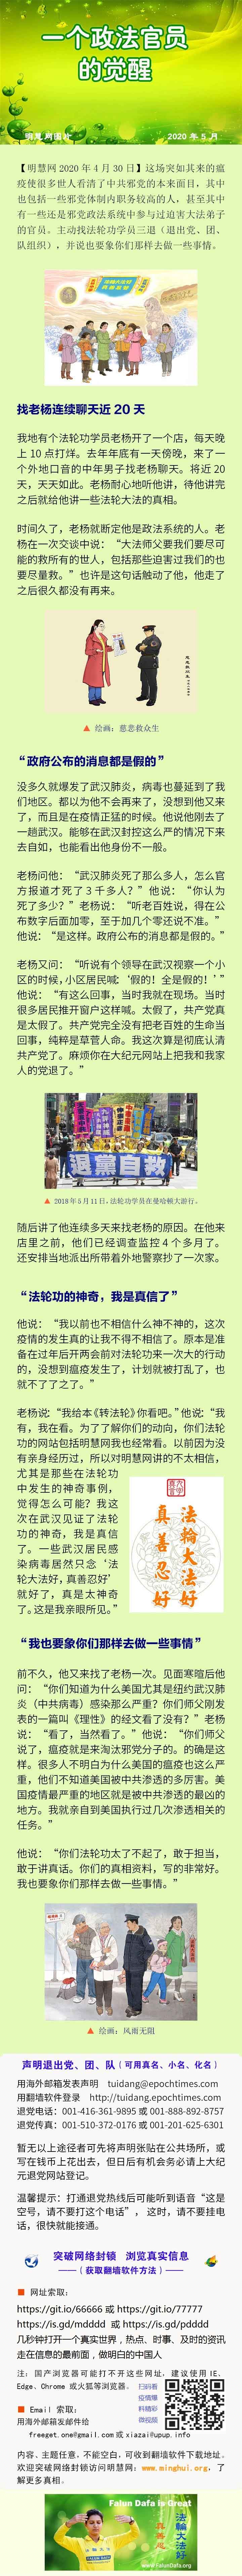 一个政法官员
的觉醒
明慧周图片
2020 年 5 月
【明慧网 2020 年 4 月 30 日】这场突如其来的瘟
疫使很多世人看清了中共邪党的本来面目，其中
也包括一些邪党体制内职务较高的人，甚至其中
有一些还是邪党政法系统中参与过迫害大法弟子
的官员。主动找法轮功学员三退（退出党、团、
队组织），并说也要象你们那样去做一些事情。
找老杨连续聊天近 20 天
我地有个法轮功学员老杨开了一个店，每天晚
上 10 点打烊。去年年底有一天傍晚，来了一
个外地口音的中年男子找老杨聊天。将近 20
天，天天如此。老杨耐心地听他讲，待他讲完
之后就给他讲一些法轮大法的真相。
时间久了，老杨就断定他是政法系统的人。老
杨在一次交谈中说：“大法师父要我们要尽可
能的救所有的世人，包括那些迫害过我们的也
要尽量救。”也许是这句话触动了他，他走了
之后很久都没有再来。
▲ 绘画：慈悲救众生
“政府公布的消息都是假的”
没多久就爆发了武汉肺炎，病毒也蔓延到了我
们地区。都以为他不会再来了，没想到他又来
了，而且是在疫情正猛的时候。他说他刚去了
一趟武汉。能够在武汉封控这么严的情况下来
去自如，也能看出他身份不一般。
老杨问他：“武汉肺炎死了那么多人，怎么官
方报道才死了 3 千多人？”他说：“你认为
死了多少？”老杨说：“听老百姓说，得在公
布数字后面加零，至于加几个零还说不准。”
他说：“是这样。政府公布的消息都是假的。”
老杨又问：“听说有个领导在武汉视察一个小
区的时候，小区居民喊：‘假的！全是假的！’”
他说：“有这么回事，当时我就在现场。当时
很多居民推开窗户这样喊。太假了，共产党真
是太假了。共产党完全没有把老百姓的生命当
回事，纯粹是草菅人命。我这次算是彻底认清
共产党了。麻烦你在大纪元网站上把我和我家
人的党退了。”
退黨自救
▲ 2018年5月11日，法轮功学员在曼哈顿大游行。
随后讲了他连续多天来找老杨的原因。在他来
店里之前，他们已经调查监控 4 个多月了。
还安排当地派出所带着外地警察抄了一次家。
“法轮功的神奇，我是真信了”
他说：“我以前也不相信什么神不神的，这次
疫情的发生真的让我不得不相信了。原本是准
备在过年后开两会前对法轮功来一次大的行动
的，没想到瘟疫发生了，计划就被打乱了，也
就不了了之了。”
老杨说：“我给本《转法轮》你看吧。”他说：“我
有，我在看。为了了解你们的动向，你们法轮
功的网站包括明慧网我也经常看。以前因为没
有亲身经历过，所以对明慧网讲的不太相信，
尤其是那些在法轮功
中发生的神奇事例，
觉得怎么可能？我这
次在武汉见证了法轮
功的神奇，我是真信
了。一些武汉居民感
染病毒居然只念‘法
轮大法好，真善忍好’
就好了，真是太神奇
了。这是我亲眼所见。”
法輪大法好
真善忍好
“我也要象你们那样去做一些事情”
前不久，他又来找了老杨一次。见面寒暄后他
问：“你们知道为什么美国尤其是纽约武汉肺
炎（中共病毒）感染那么严重？你们师父刚发
表的一篇叫《理性》的经文看了没有？”老杨
说：“看了，当然看了。”他说：“你们师父
说了，瘟疫就是来淘汰邪党分子的。的确是这
样。很多人不明白为什么美国的瘟疫也这么严
重，他们不知道美国被中共渗透的多厉害。美
国疫情最严重的地区就是被中共渗透的最凶的
地方。我就亲自到美国执行过几次渗透相关的
任务。”
他说：“你们法轮功太了不起了，敢于担当，
敢于讲真话。你们的真相资料，写的非常好。
我也要象你们那样去做一些事情。”
▲ 绘画：风雨无阻
声明退出党、团、队（可用真名、小名、化名）
用海外邮箱发表声明 tuidang@epochtimes.com
用翻墙软件登录 http://tuidang.epochtimes.com
退党电话：001-416-361-9895 或 001-888-892-8757
退党传真：001-510-372-0176 或 001-201-625-6301
暂无以上途径者可先将声明张贴在公共场所，或
写在钱币上花出去，但日后有机会务必请上大纪
元退党网站登记。
温馨提示：打通退党热线后可能听到语音“这是
空号，请不要打这个电话”，这时，请不要挂电
话，很快就能接通。
突破网络封锁 浏览真实信息
——（获取翻墙软件方法）——
■ 网址索取：
https://git.io/66666 或 https://git.io/77777
https://is.gd/mdddd 或 https://is.gd/pdddd
几秒钟打开一个真实世界，热点、时事、及时的资讯
走在信息的最前面，做明白的中国人
注：国产浏览器可能打不开这些网址，建议使用 IE、
Edge、Chrome 或火狐等浏览器。
扫码看
疫情爆
料精彩
微视频
■ Email 索取：
用海外邮箱发邮件给
freeget.one@gmail.com 或 xiazai@upup.info
内容、主题任意，不能空白，可收到翻墙软件下载地址。
欢迎突破网络封锁访问明慧网：www.minghui.org，了
解更多真相。
Falun Dafa is Great
法輪大法好
真善忍
www.FalunDafa.org